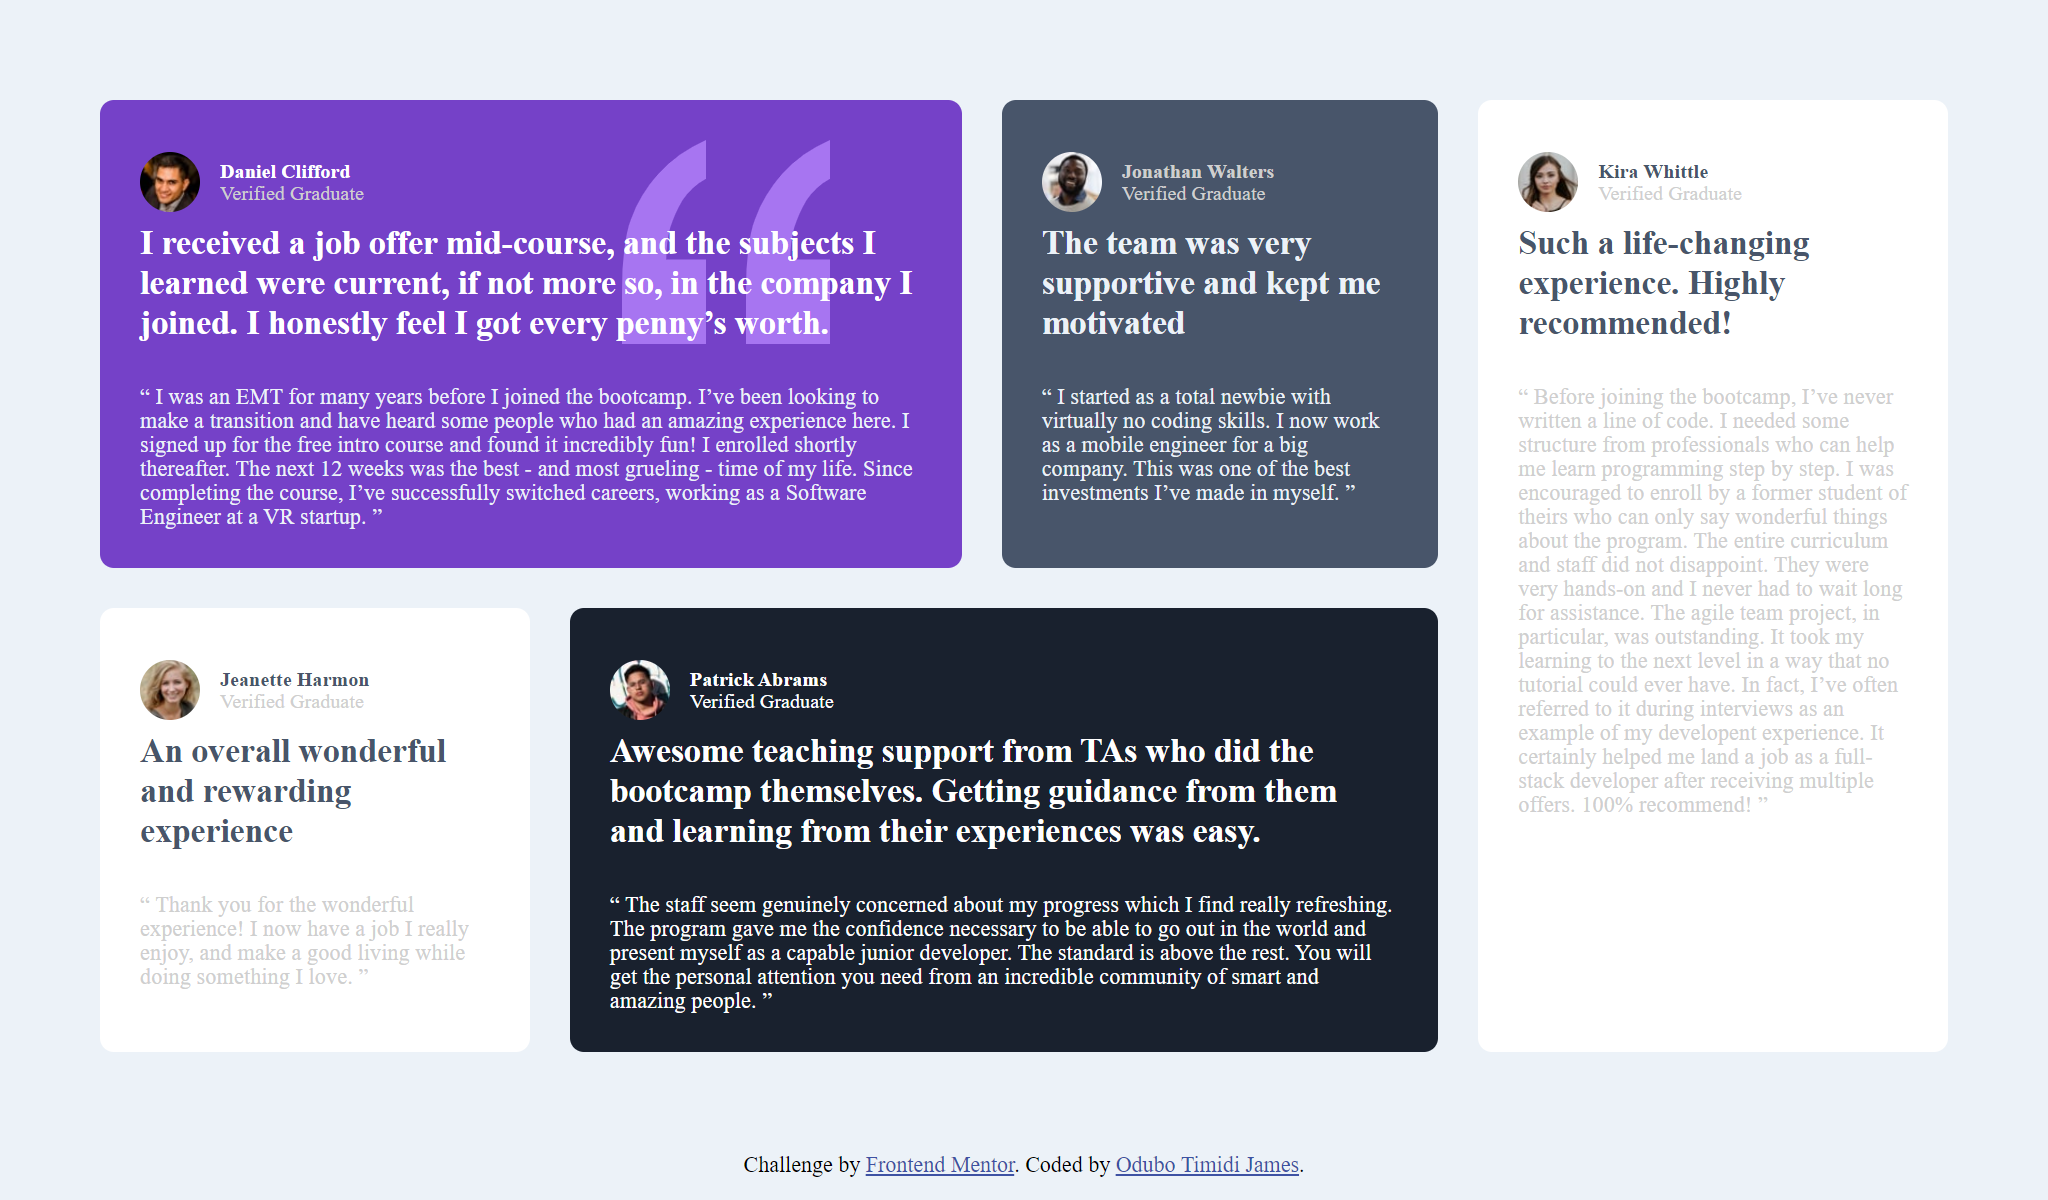 Daniel Clifford
Verified Graduate
I received a job offer mid-course, and the subjects I
learned were current, if not more so, in the company I
joined. I honestly feel I got every penny’s worth.
“ I was an EMT for many years before I joined the bootcamp. I’ve been looking to
make a transition and have heard some people who had an amazing experience here. I
signed up for the free intro course and found it incredibly fun! I enrolled shortly
thereafter. The next 12 weeks was the best - and most grueling - time of my life. Since
completing the course, I’ve successfully switched careers, working as a Software
Engineer at a VR startup. ”
Jonathan Walters
Verified Graduate
The team was very
supportive and kept me
motivated
“ I started as a total newbie with
virtually no coding skills. I now work
as a mobile engineer for a big
company. This was one of the best
investments I’ve made in myself. ”
Kira Whittle
Verified Graduate
Such a life-changing
experience. Highly
recommended!
“ Before joining the bootcamp, I’ve never
written a line of code. I needed some
structure from professionals who can help
me learn programming step by step. I was
encouraged to enroll by a former student of
theirs who can only say wonderful things
about the program. The entire curriculum
and staff did not disappoint. They were
very hands-on and I never had to wait long
for assistance. The agile team project, in
particular, was outstanding. It took my
learning to the next level in a way that no
tutorial could ever have. In fact, I’ve often
referred to it during interviews as an
example of my developent experience. It
certainly helped me land a job as a full-
stack developer after receiving multiple
offers. 100% recommend! ”
Jeanette Harmon
Verified Graduate
An overall wonderful
and rewarding
experience
“ Thank you for the wonderful
experience! I now have a job I really
enjoy, and make a good living while
doing something I love. ”
Patrick Abrams
Verified Graduate
Awesome teaching support from TAs who did the
bootcamp themselves. Getting guidance from them
and learning from their experiences was easy.
“ The staff seem genuinely concerned about my progress which I find really refreshing.
The program gave me the confidence necessary to be able to go out in the world and
present myself as a capable junior developer. The standard is above the rest. You will
get the personal attention you need from an incredible community of smart and
amazing people. ”
Challenge by Frontend Mentor. Coded by Odubo Timidi James.